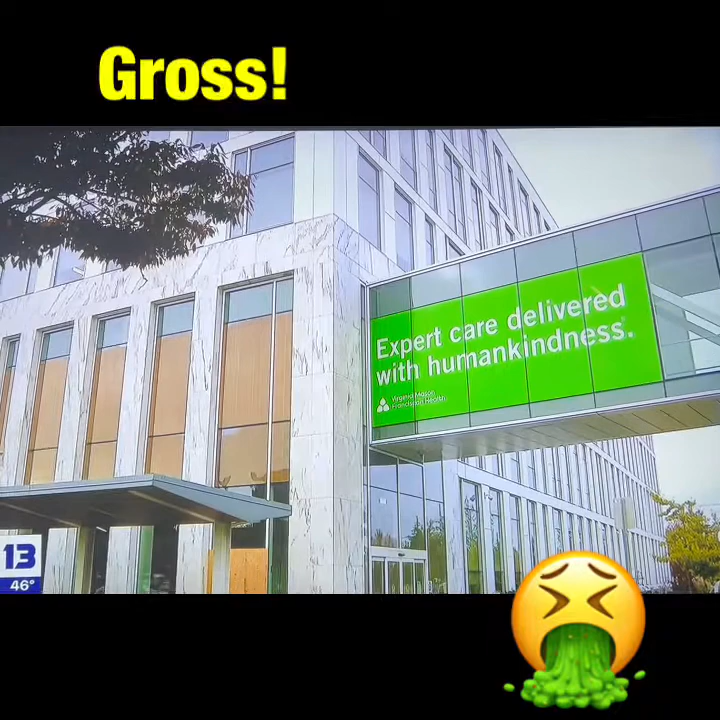 Gross!
Expert care delivered
with humankindness.
Virginia Mason
Franciscan Health
13
46°